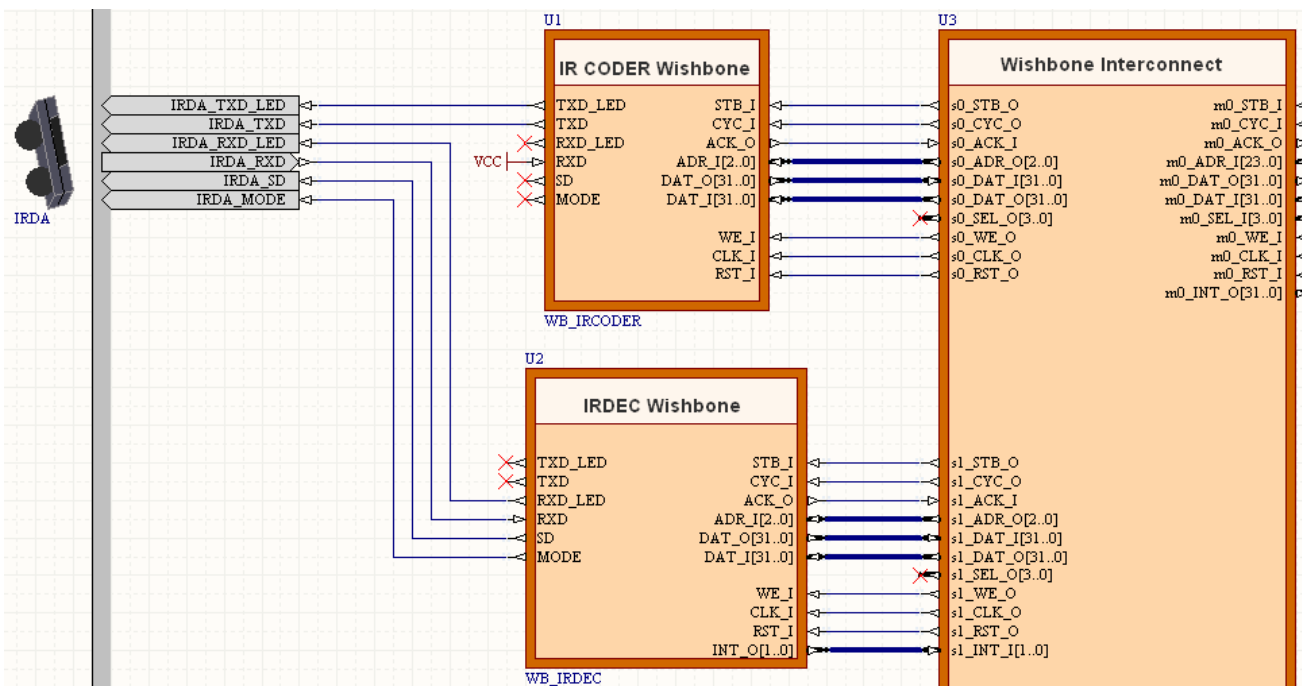 U1
U3
IR CODER Wishbone
Wishbone Interconnect
IRDA_TXD_LED
IRDA_TXD
IRDA_RXD_LED
IRDA_RXD
IRDA_SD
IRDA_MODE
IRDA
VCC
TXD_LED
TXD
RXD_LED
RXD
SD
MODE
STB_I
CYC_I
ACK_O
ADR_I[2..0]
DAT_O[31..0]
DAT_I[31..0]
WE_I
CLK_I
RST_I
WB_IRCODER
s0_STB_O
s0_CYC_O
s0_ACK_I
s0_ADR_O[2..0]
s0_DAT_I[31..0]
s0_DAT_O[31..0]
s0_SEL_O[3..0]
s0_WE_O
s0_CLK_O
s0_RST_O
m0_STB_I
m0_CYC_I
m0_ACK_O
m0_ADR_I[23..0]
m0_DAT_O[31..0]
m0_DAT_I[31..0]
m0_SEL_I[3..0]
m0_WE_I
m0_CLK_I
m0_RST_I
m0_INT_O[31..0]
U2
IRDEC Wishbone
TXD_LED
TXD
RXD_LED
RXD
SD
MODE
STB_I
CYC_I
ACK_O
ADR_I[2..0]
DAT_O[31..0]
DAT_I[31..0]
WE_I
CLK_I
RST_I
INT_O[1..0]
WB_IRDEC
s1_STB_O
s1_CYC_O
s1_ACK_I
s1_ADR_O[2..0]
s1_DAT_I[31..0]
s1_DAT_O[31..0]
s1_SEL_O[3..0]
s1_WE_O
s1_CLK_O
s1_RST_O
s1_INT_I[1..0]